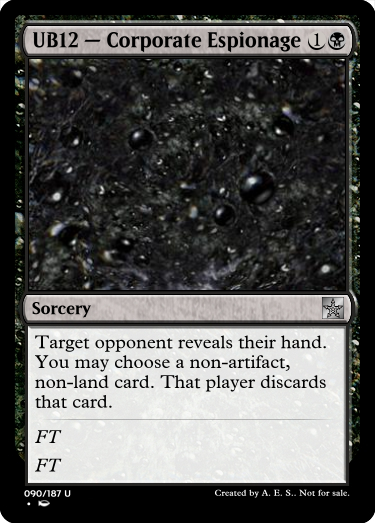 UB12 — Corporate Espionage 1
Sorcery
Target opponent reveals their hand.
You may choose a non-artifact,
non-land card. That player discards
that card.
FT
FT
090/187 U
Created by A. E. S.. Not for sale.